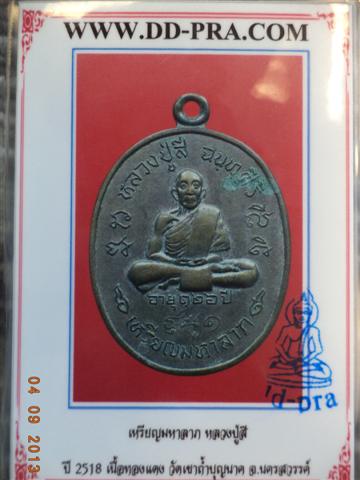 WWW.DD-PRA.COM
หลวงปู่สี ฉนฺทสิริ
อายุ ๑๒๖ ปี
เหรียญมหาลาภ
'd-pra
เหรียญมหาลาภ หลวงปู่สี
ปี 2518 เนื้อทองแดง วัดเขาถ้ำบุญนาค อ.นครสวรรค์
04 09 2013